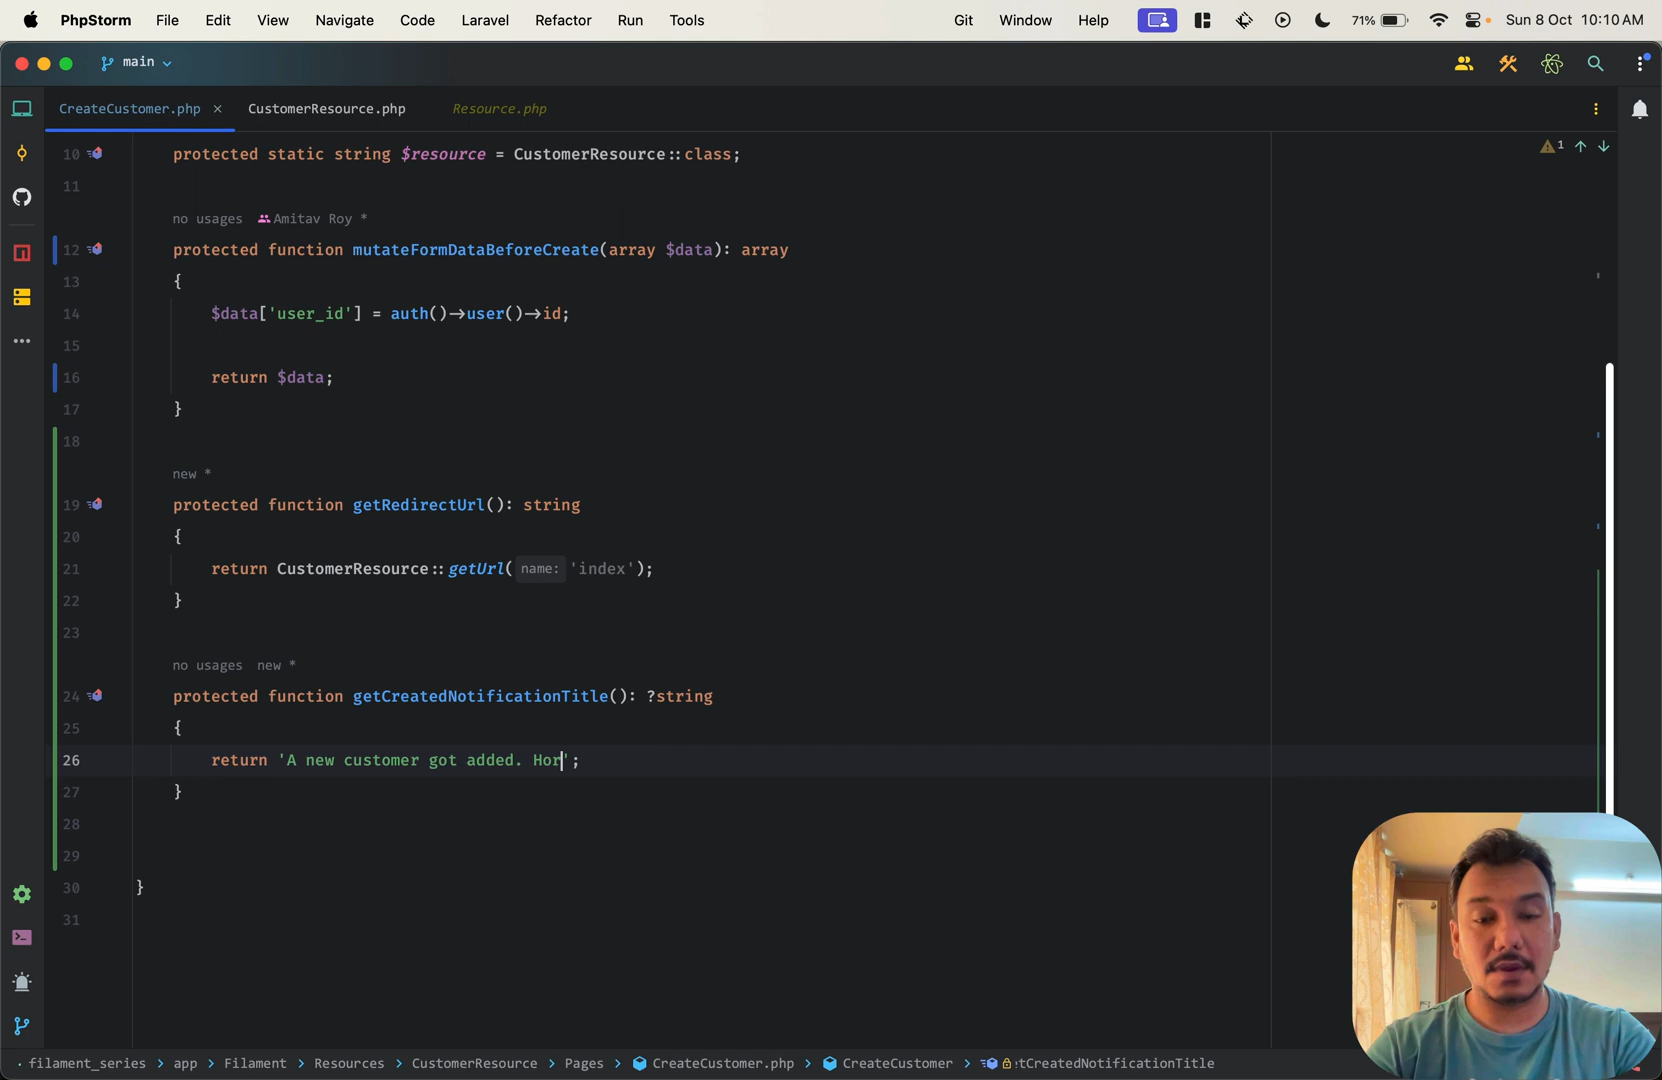 PhpStorm File Edit View Navigate Code Laravel Refactor Run Tools Git Window Help 71% Sun 8 Oct 10:10 AM
main
CreateCustomer.php CustomerResource.php Resource.php
10 protected static string $resource = CustomerResource::class; 1
11
no usages Amitav Roy *
12 protected function mutateFormDataBeforeCreate(array $data): array
13 {
14 $data['user_id'] = auth()->user()->id;
15
16 return $data;
17 }
18
new *
19 protected function getRedirectUrl(): string
20 {
21 return CustomerResource::getUrl( name: 'index');
22 }
23
no usages new *
24 protected function getCreatedNotificationTitle(): ?string
25 {
26 return 'A new customer got added. Hor';
27 }
28
29
30 }
31
filament_series > app > Filament > Resources > CustomerResource > Pages > CreateCustomer.php > CreateCustomer > tCreatedNotificationTitle